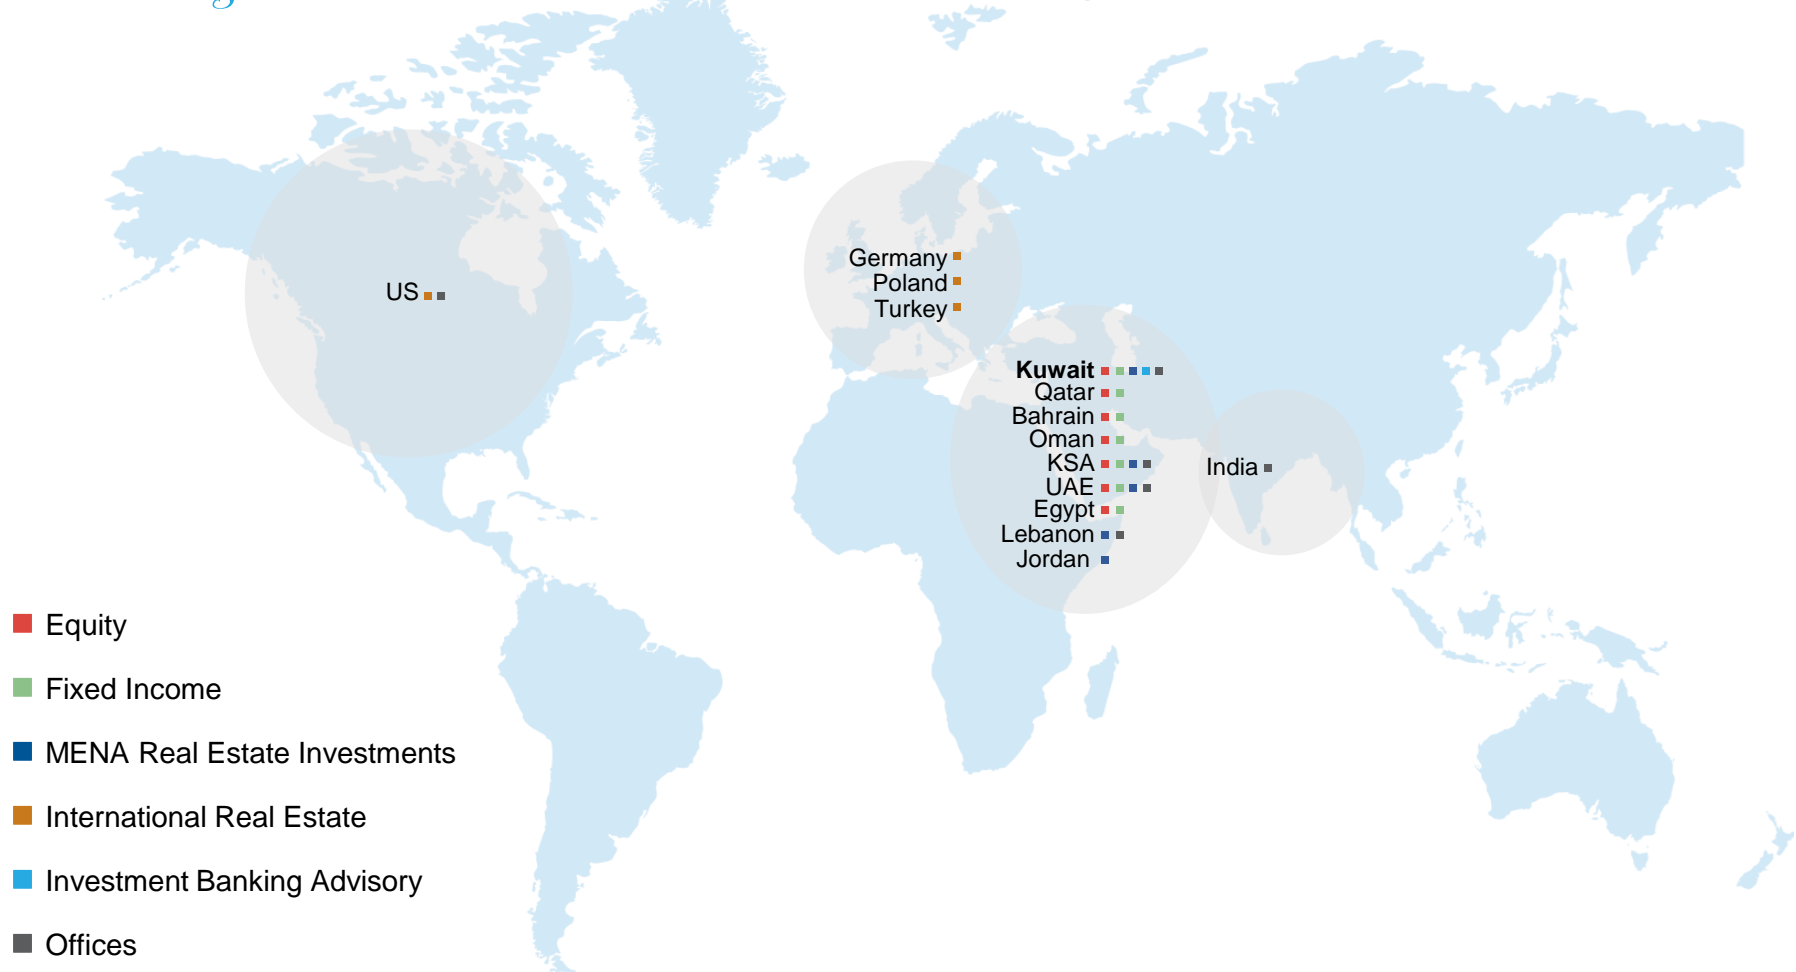 US
Germany
Poland
Turkey
Kuwait
Qatar
Bahrain
Oman
KSA
UAE
Egypt
Lebanon
Jordan
India
Equity
Fixed Income
MENA Real Estate Investments
International Real Estate
Investment Banking Advisory
Offices